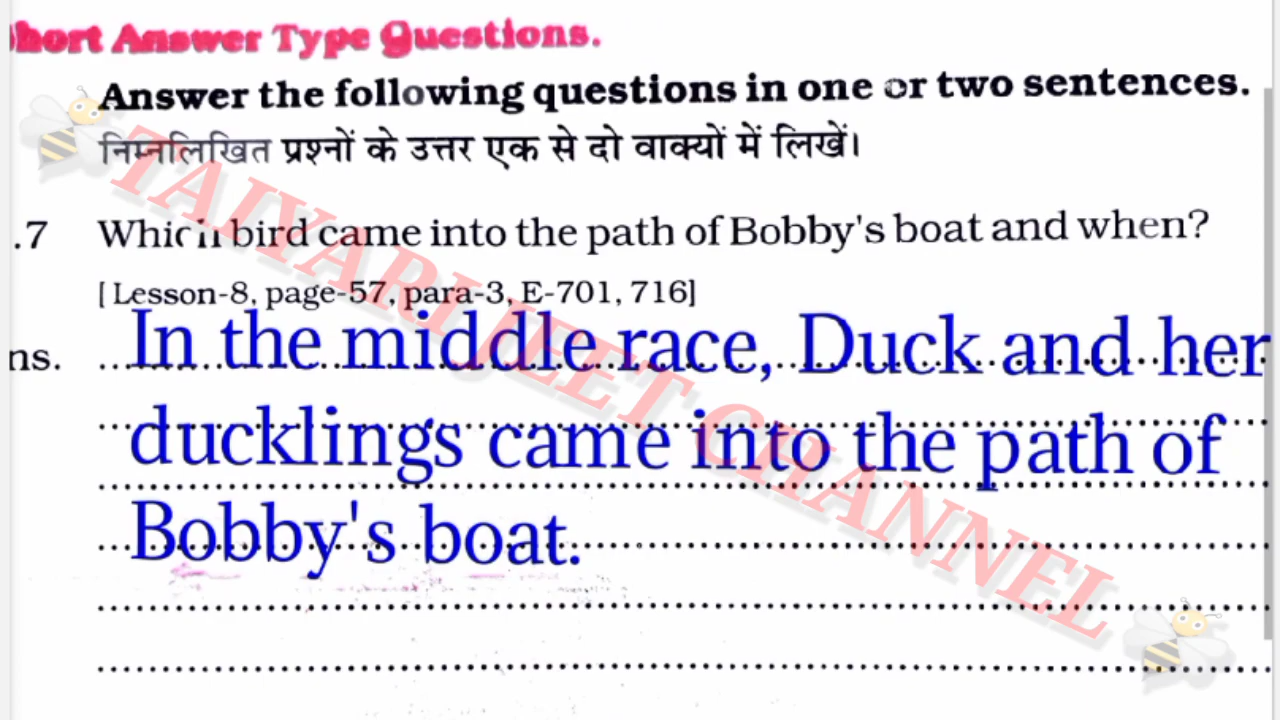 hort Answer Type Questions.
Answer the following questions in one or two sentences.
निम्नलिखित प्रश्नों के उत्तर एक से दो वाक्यों में लिखें।
.7 Which bird came into the path of Bobby's boat and when?
[Lesson-8, page-57, para-3, E-701, 716]
ns. In the middle race, Duck and her
ducklings came into the path of
Bobby's boat.
TAIYARI JEET CHANNEL